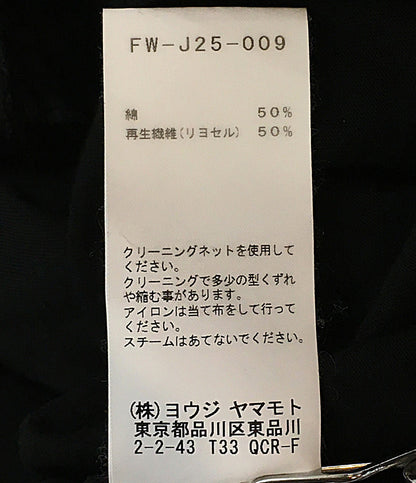 FW-J25-009
綿 50%
再生繊維(リヨセル) 50%
クリーニングネットを使用して
ください。
クリーニングで多少の型くずれ
や縮む事があります。
アイロンは当て布をして行って
ください。
スチームはあてないでください。
(株)ヨウジ ヤマモト
東京都品川区東品川
2-2-43 T33 QCR-F